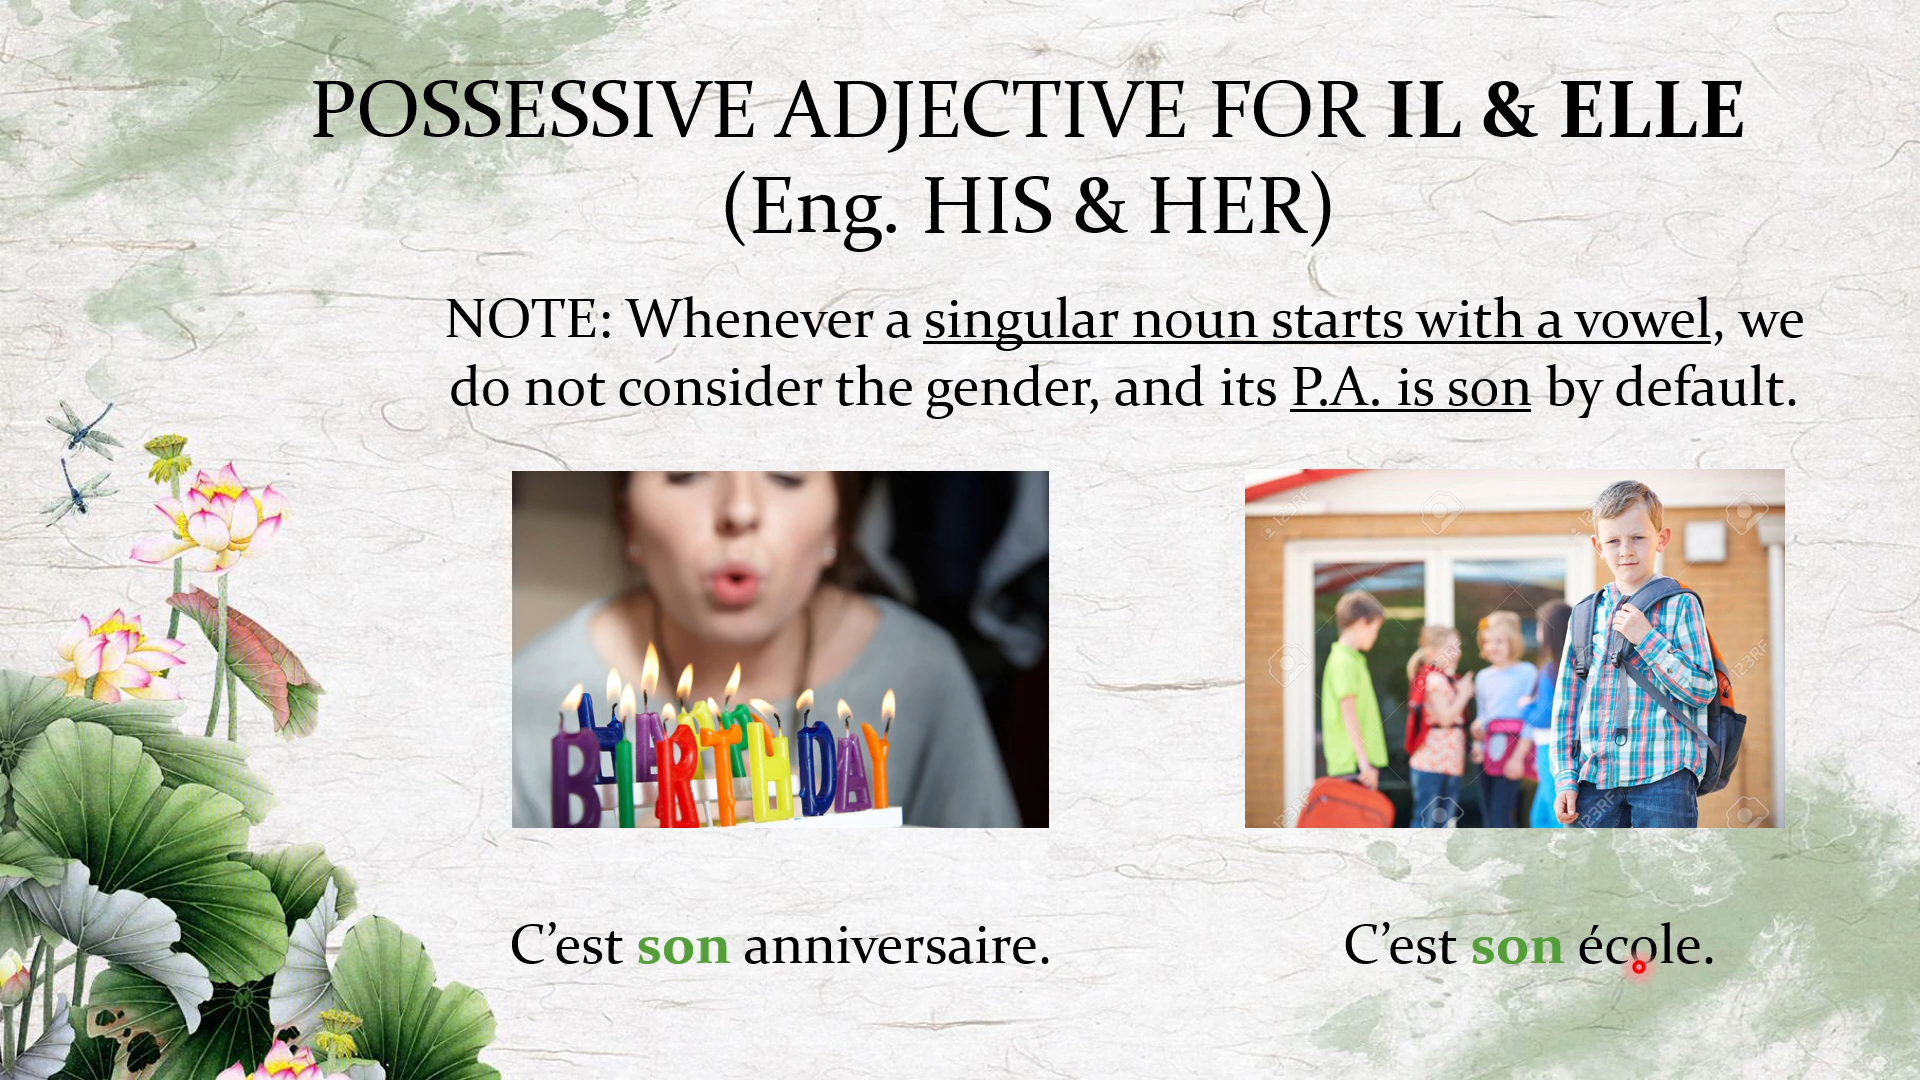 POSSESSIVE ADJECTIVE FOR IL & ELLE
(Eng. HIS & HER)
NOTE: Whenever a singular noun starts with a vowel, we
do not consider the gender, and its P.A. is son by default.
BIRTHDAY
123RF
C’est son anniversaire.
C’est son école.